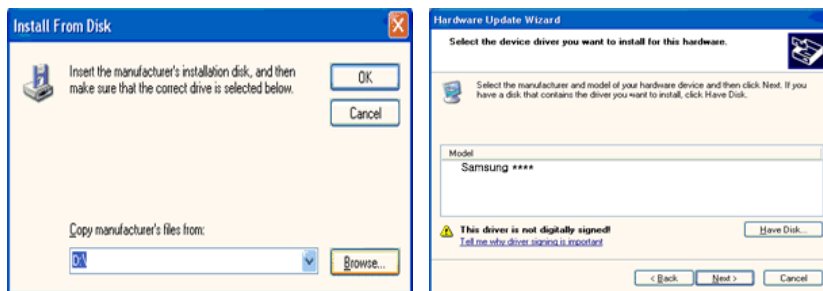 Install From Disk
Insert the manufacturer's installation disk, and then
make sure that the correct drive is selected below.
OK
Cancel
Copy manufacturer's files from:
D:\
Browse...
Hardware Update Wizard
Select the device driver you want to install for this hardware.
Select the manufacturer and model of your hardware device and then click Next. If you
have a disk that contains the driver you want to install, click Have Disk.
Model
Samsung ****
This driver is not digitally signed!
Tell me why driver signing is important
Have Disk...
< Back
Next >
Cancel